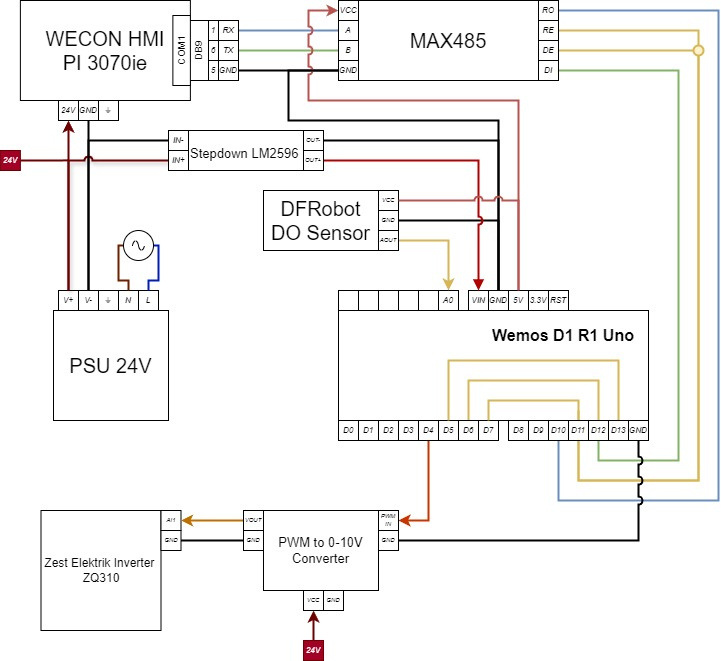 WECON HMI
PI 3070ie
COM1
DB9
1 RX
6 TX
5 GND
24V GND ⏚
VCC
A
B
GND
MAX485
RO
RE
DE
DI
24V
IN-
IN+
Stepdown LM2596
OUT-
OUT+
DFRobot
DO Sensor
VCC
GND
AOUT
V+ V- ⏚ N L
PSU 24V
A0 VIN GND 5V 3.3V RST
Wemos D1 R1 Uno
D0 D1 D2 D3 D4 D5 D6 D7 D8 D9 D10 D11 D12 D13 GND
Zest Elektrik Inverter
ZQ310
AI1
GND
VOUT
GND
PWM to 0-10V
Converter
PWM
IN
GND
VCC GND
24V